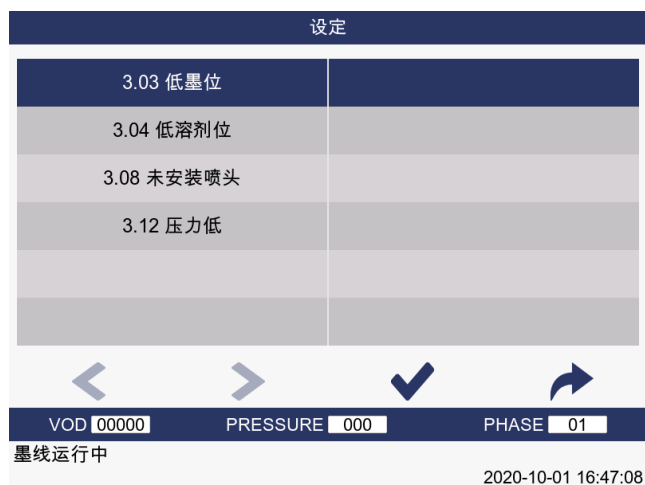 设定
3.03 低墨位
3.04 低溶剂位
3.08 未安装喷头
3.12 压力低
VOD 00000 PRESSURE 000 PHASE 01
墨线运行中
2020-10-01 16:47:08